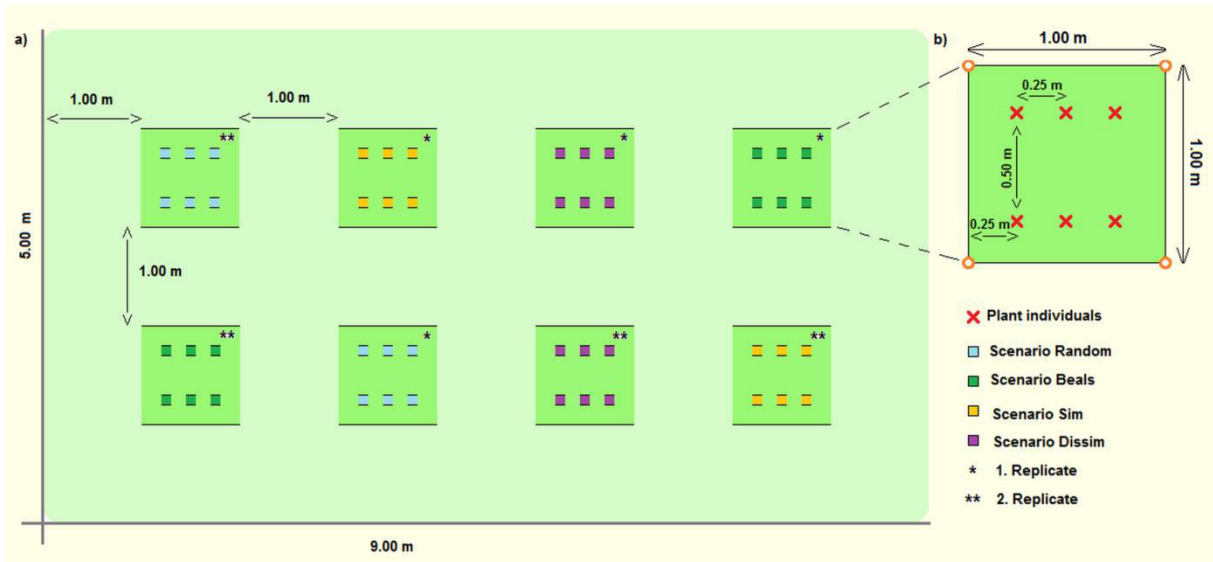 a)
1.00 m
1.00 m
**
*
*
*
5.00 m
1.00 m
**
*
**
**
9.00 m
b)
1.00 m
0.25 m
0.50 m
0.25 m
1.00 m
Plant individuals
Scenario Random
Scenario Beals
Scenario Sim
Scenario Dissim
* 1. Replicate
** 2. Replicate